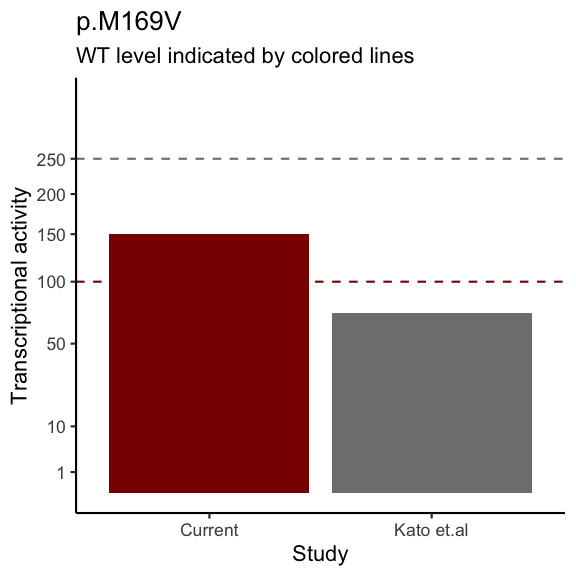 p.M169V
WT level indicated by colored lines
Transcriptional activity
250
200
150
100
50
10
1
Current
Kato et.al
Study